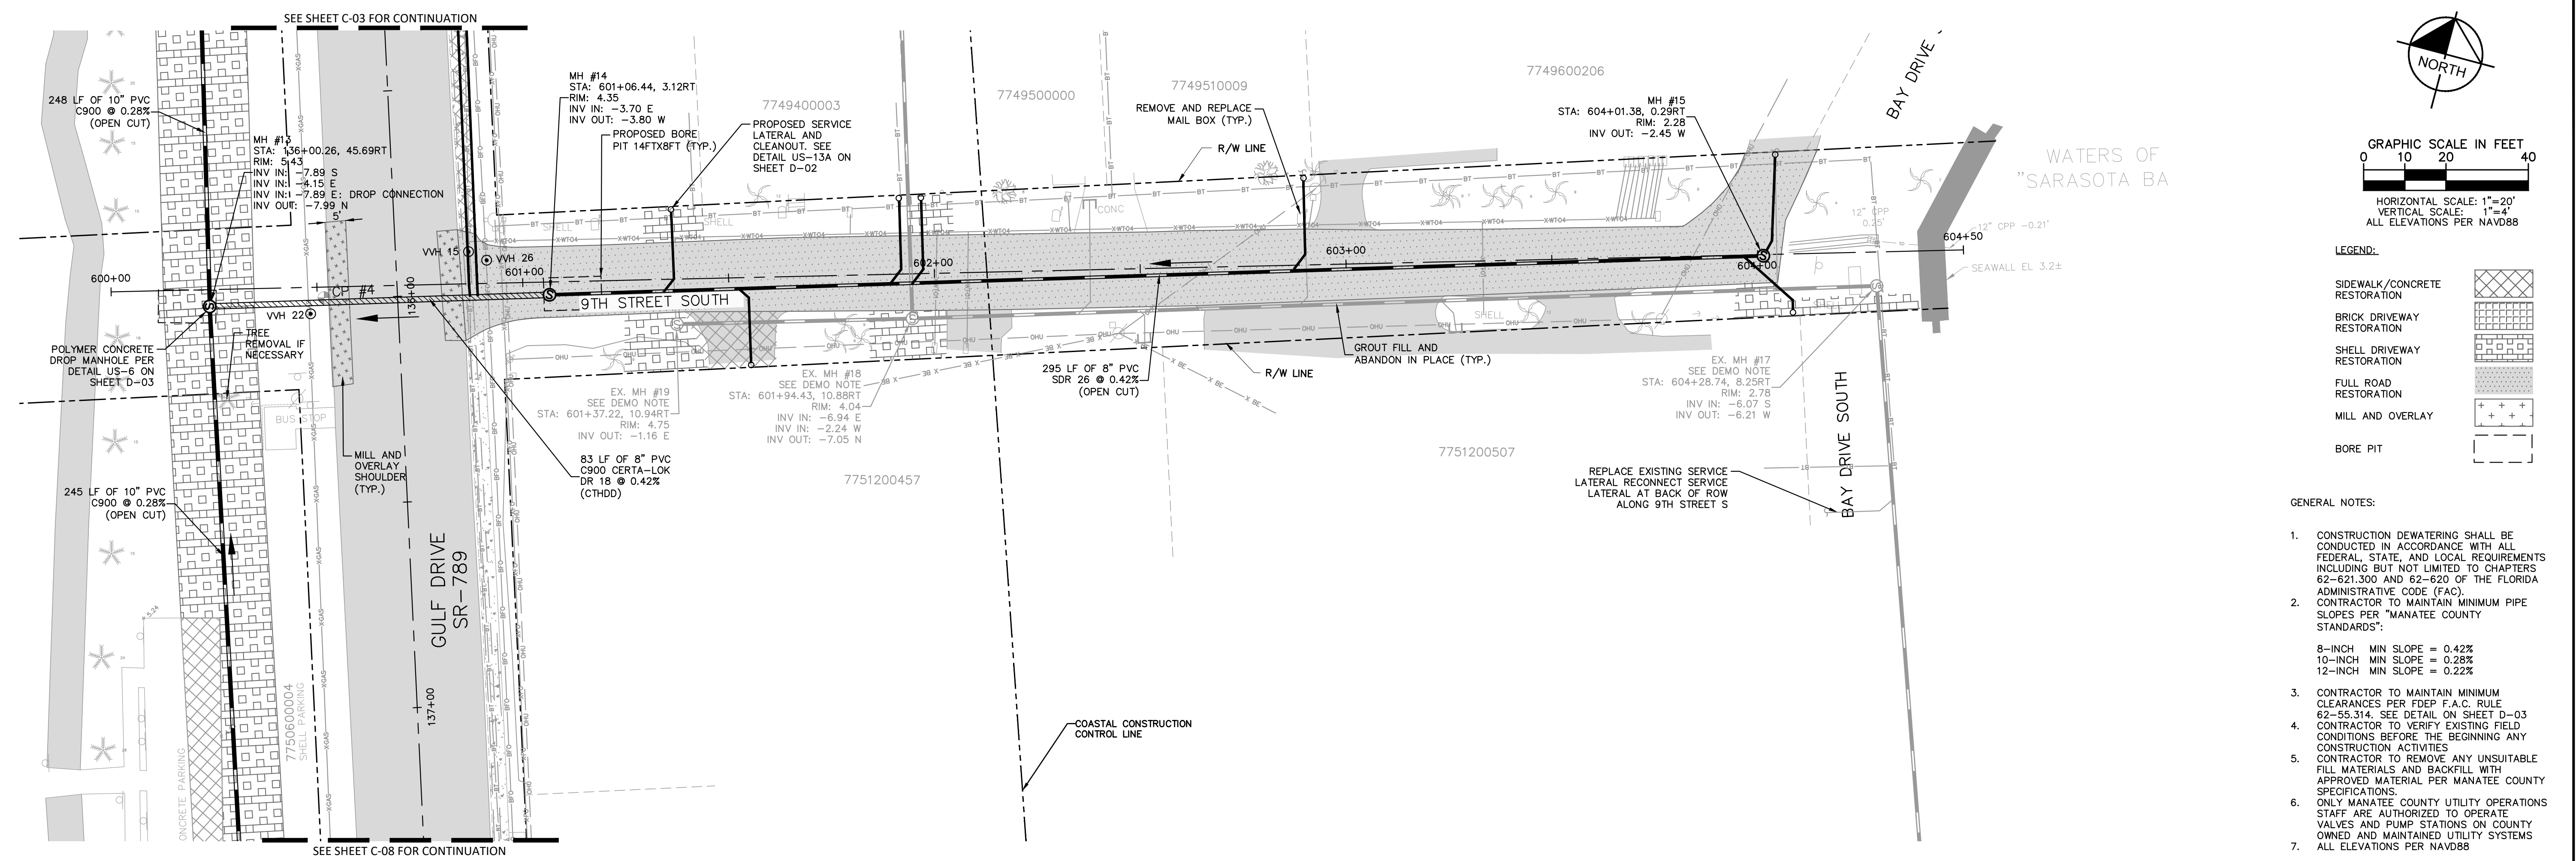 SEE SHEET C-03 FOR CONTINUATION
248 LF OF 10" PVC
C900 @ 0.28%
(OPEN CUT)
MH #13
STA: 136+00.26, 45.69RT
RIM: 5.43
INV IN: -7.89 S
INV IN: -4.15 E
INV IN: -7.89 E: DROP CONNECTION
INV OUT: -7.99 N
5'
MH #14
STA: 601+06.44, 3.12RT
RIM: 4.35
INV IN: -3.70 E
INV OUT: -3.80 W
PROPOSED BORE
PIT 14FTX8FT (TYP.)
7749400003
PROPOSED SERVICE
LATERAL AND
CLEANOUT. SEE
DETAIL US-13A ON
SHEET D-02
7749500000
7749510009
REMOVE AND REPLACE
MAIL BOX (TYP.)
R/W LINE
7749600206
MH #15
STA: 604+01.38, 0.29RT
RIM: 2.28
INV OUT: -2.45 W
BAY DRIVE
WATERS OF
"SARASOTA BA
12" CPP
0.25'
12" CPP -0.21'
604+50
SEAWALL EL 3.2±
SHELL
SHELL
CONC
VVH 15
VVH 26
600+00
601+00
602+00
603+00
604+00
CP #4
136+00
VVH 22
9TH STREET SOUTH
TREE
REMOVAL IF
NECESSARY
POLYMER CONCRETE
DROP MANHOLE PER
DETAIL US-6 ON
SHEET D-03
BUS STOP
SHELL
GROUT FILL AND
ABANDON IN PLACE (TYP.)
R/W LINE
295 LF OF 8" PVC
SDR 26 @ 0.42%
(OPEN CUT)
EX. MH #19
SEE DEMO NOTE
STA: 601+37.22, 10.94RT
RIM: 4.75
INV IN: -1.16 E
EX. MH #18
SEE DEMO NOTE
STA: 601+94.43, 10.88RT
RIM: 4.04
INV IN: -6.94 E
INV IN: -2.24 W
INV OUT: -7.05 N
EX. MH #17
SEE DEMO NOTE
STA: 604+28.74, 8.25RT
RIM: 2.78
INV IN: -6.07 S
INV OUT: -6.21 W
MILL AND
OVERLAY
SHOULDER
(TYP.)
83 LF OF 8" PVC
C900 CERTA-LOK
DR 18 @ 0.42%
(CTHDD)
7751200457
7751200507
REPLACE EXISTING SERVICE
LATERAL RECONNECT SERVICE
LATERAL AT BACK OF ROW
ALONG 9TH STREET S
BAY DRIVE SOUTH
245 LF OF 10" PVC
C900 @ 0.28%
(OPEN CUT)
GULF DRIVE
SR-789
5.24
7750600004
SHELL PARKING
137+00
COASTAL CONSTRUCTION
CONTROL LINE
ONCRETE PARKING
SEE SHEET C-08 FOR CONTINUATION
NORTH
GRAPHIC SCALE IN FEET
0 10 20 40
HORIZONTAL SCALE: 1"=20'
VERTICAL SCALE: 1"=4'
ALL ELEVATIONS PER NAVD88
LEGEND:
SIDEWALK/CONCRETE
RESTORATION
BRICK DRIVEWAY
RESTORATION
SHELL DRIVEWAY
RESTORATION
FULL ROAD
RESTORATION
MILL AND OVERLAY
BORE PIT
GENERAL NOTES:
1. CONSTRUCTION DEWATERING SHALL BE
CONDUCTED IN ACCORDANCE WITH ALL
FEDERAL, STATE, AND LOCAL REQUIREMENTS
INCLUDING BUT NOT LIMITED TO CHAPTERS
62-621.300 AND 62-620 OF THE FLORIDA
ADMINISTRATIVE CODE (FAC).
2. CONTRACTOR TO MAINTAIN MINIMUM PIPE
SLOPES PER "MANATEE COUNTY
STANDARDS":
8-INCH MIN SLOPE = 0.42%
10-INCH MIN SLOPE = 0.28%
12-INCH MIN SLOPE = 0.22%
3. CONTRACTOR TO MAINTAIN MINIMUM
CLEARANCES PER FDEP F.A.C. RULE
62-55.314. SEE DETAIL ON SHEET D-03
4. CONTRACTOR TO VERIFY EXISTING FIELD
CONDITIONS BEFORE THE BEGINNING ANY
CONSTRUCTION ACTIVITIES
5. CONTRACTOR TO REMOVE ANY UNSUITABLE
FILL MATERIALS AND BACKFILL WITH
APPROVED MATERIAL PER MANATEE COUNTY
SPECIFICATIONS.
6. ONLY MANATEE COUNTY UTILITY OPERATIONS
STAFF ARE AUTHORIZED TO OPERATE
VALVES AND PUMP STATIONS ON COUNTY
OWNED AND MAINTAINED UTILITY SYSTEMS
7. ALL ELEVATIONS PER NAVD88